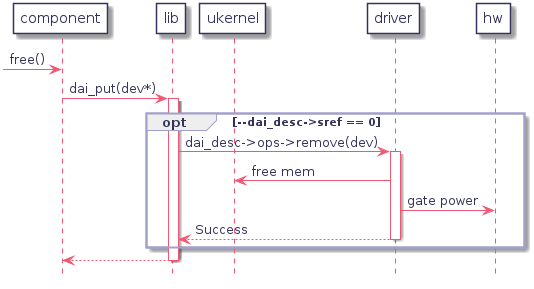 component lib ukernel driver hw
free()
dai_put(dev*)
opt [--dai_desc->sref == 0]
dai_desc->ops->remove(dev)
free mem
gate power
Success